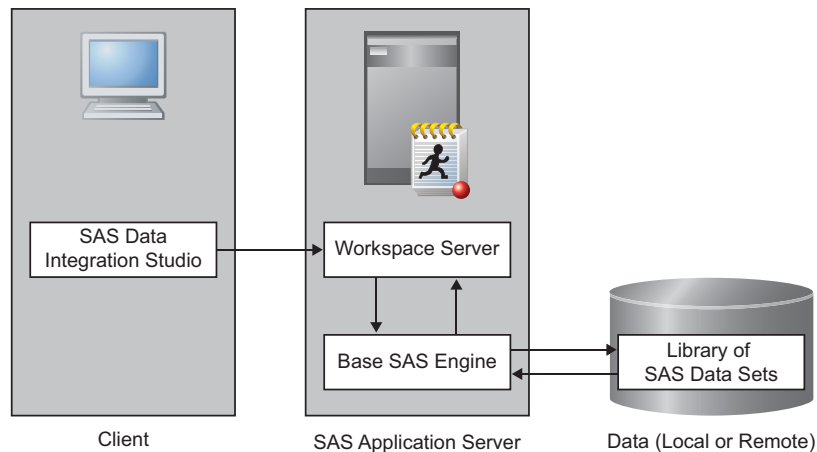 SAS Data
Integration Studio
Workspace Server
Base SAS Engine
Library of
SAS Data Sets
Client
SAS Application Server
Data (Local or Remote)